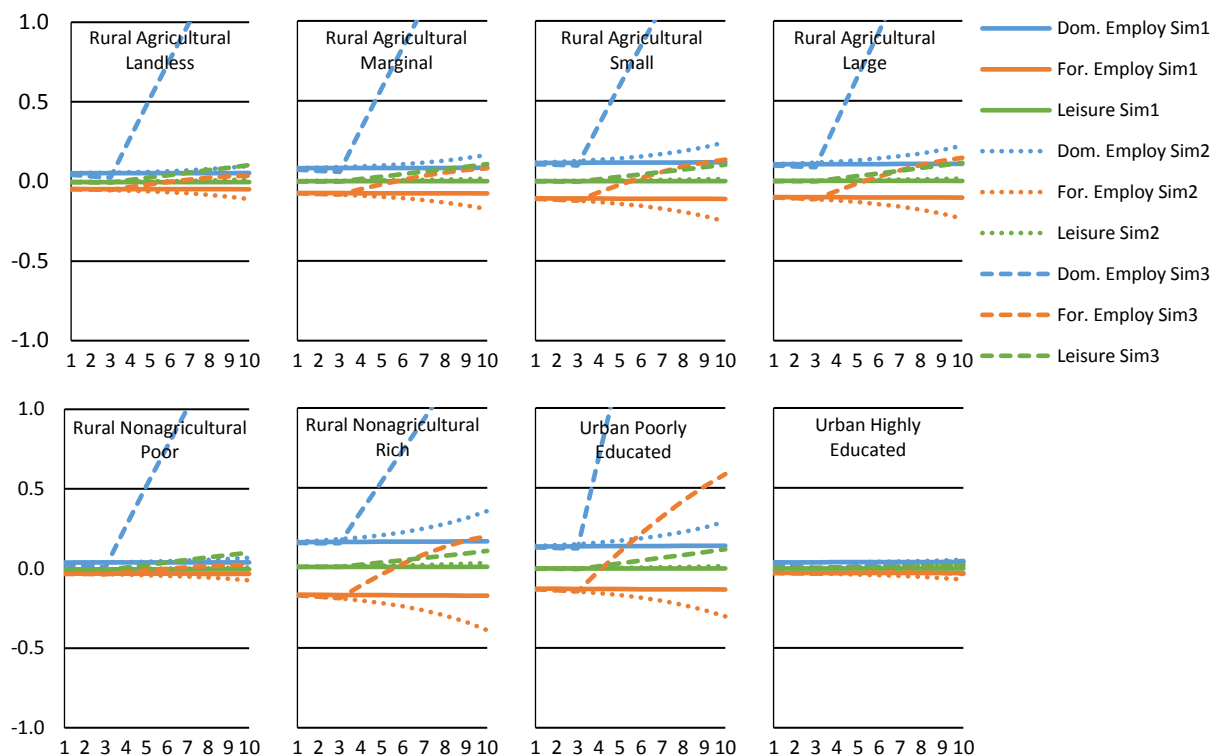 1.0
0.5
0.0
-0.5
-1.0
Rural Agricultural
Landless
1 2 3 4 5 6 7 8 9 10
Rural Agricultural
Marginal
1 2 3 4 5 6 7 8 9 10
Rural Agricultural
Small
1 2 3 4 5 6 7 8 9 10
Rural Agricultural
Large
1 2 3 4 5 6 7 8 9 10
Dom. Employ Sim1
For. Employ Sim1
Leisure Sim1
Dom. Employ Sim2
For. Employ Sim2
Leisure Sim2
Dom. Employ Sim3
For. Employ Sim3
Leisure Sim3
1.0
0.5
0.0
-0.5
-1.0
Rural Nonagricultural
Poor
1 2 3 4 5 6 7 8 9 10
Rural Nonagricultural
Rich
1 2 3 4 5 6 7 8 9 10
Urban Poorly
Educated
1 2 3 4 5 6 7 8 9 10
Urban Highly
Educated
1 2 3 4 5 6 7 8 9 10